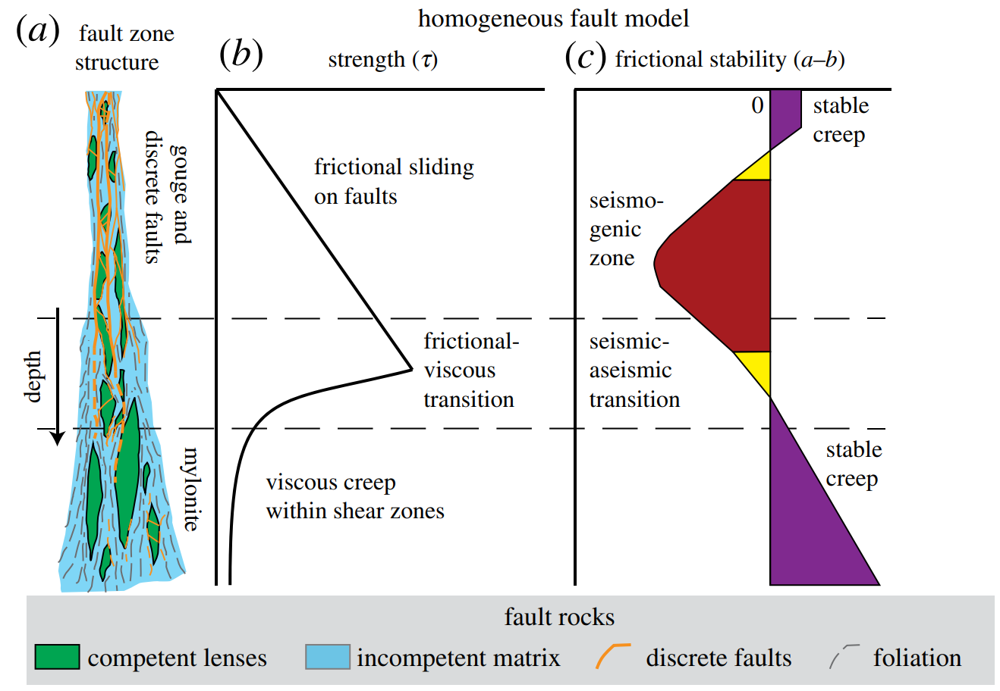 homogeneous fault model
(a) fault zone
structure
(b) strength (τ)
(c) frictional stability (a–b)
0
stable
creep
gouge and
discrete faults
frictional sliding
on faults
seismo-
genic
zone
depth
frictional-
viscous
transition
seismic-
aseismic
transition
mylonite
viscous creep
within shear zones
stable
creep
fault rocks
competent lenses
incompetent matrix
discrete faults
foliation